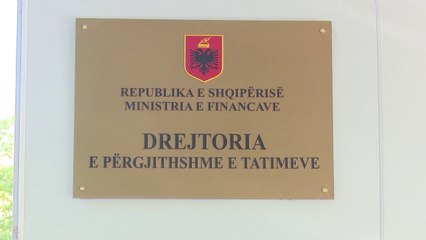 REPUBLIKA E SHQIPËRISË
MINISTRIA E FINANCAVE
DREJTORIA
E PËRGJITHSHME E TATIMEVE